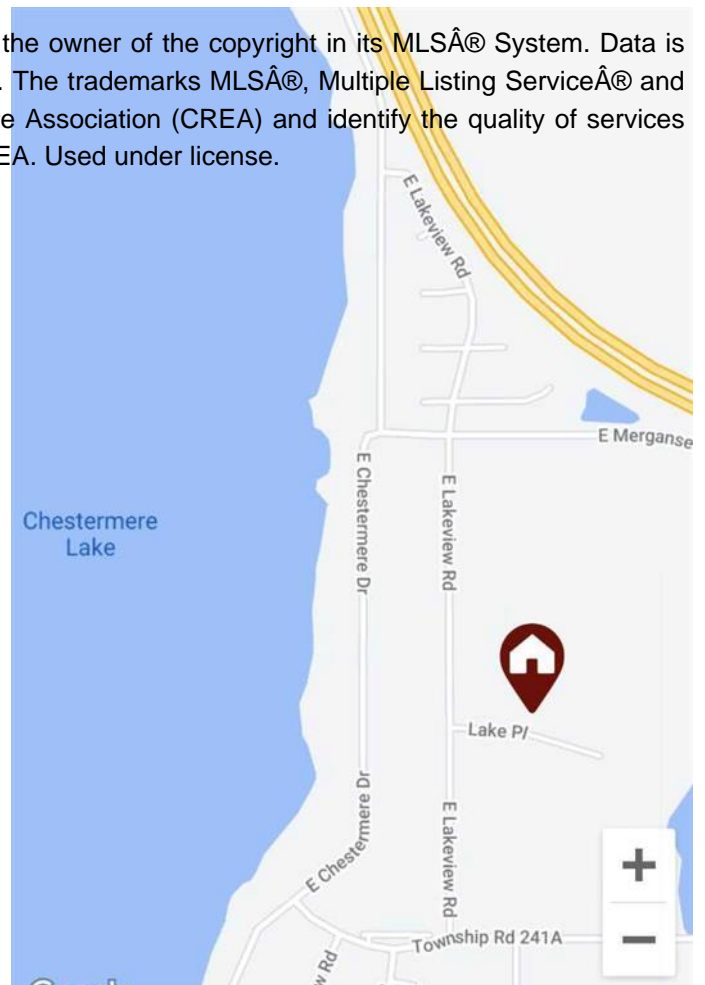 the owner of the copyright in its MLSÂ® System. Data is
. The trademarks MLSÂ®, Multiple Listing ServiceÂ® and
e Association (CREA) and identify the quality of services
EA. Used under license.
E Lakeview Rd
E Merganse
E Chestermere Dr
E Lakeview Rd
Chestermere
Lake
Lake Pl
E Chestermere Dr
E Lakeview Rd
+
−
Township Rd 241A
w Rd